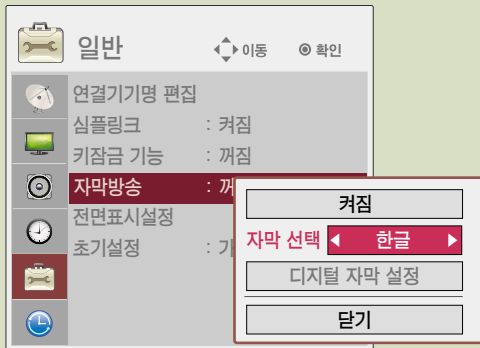 일반 이동 확인
연결기기명 편집
심플링크 : 켜짐
키잠금 기능 : 꺼짐
자막방송 :
전면표시설정
초기설정 :
켜짐
자막 선택 한글
디지털 자막 설정
닫기